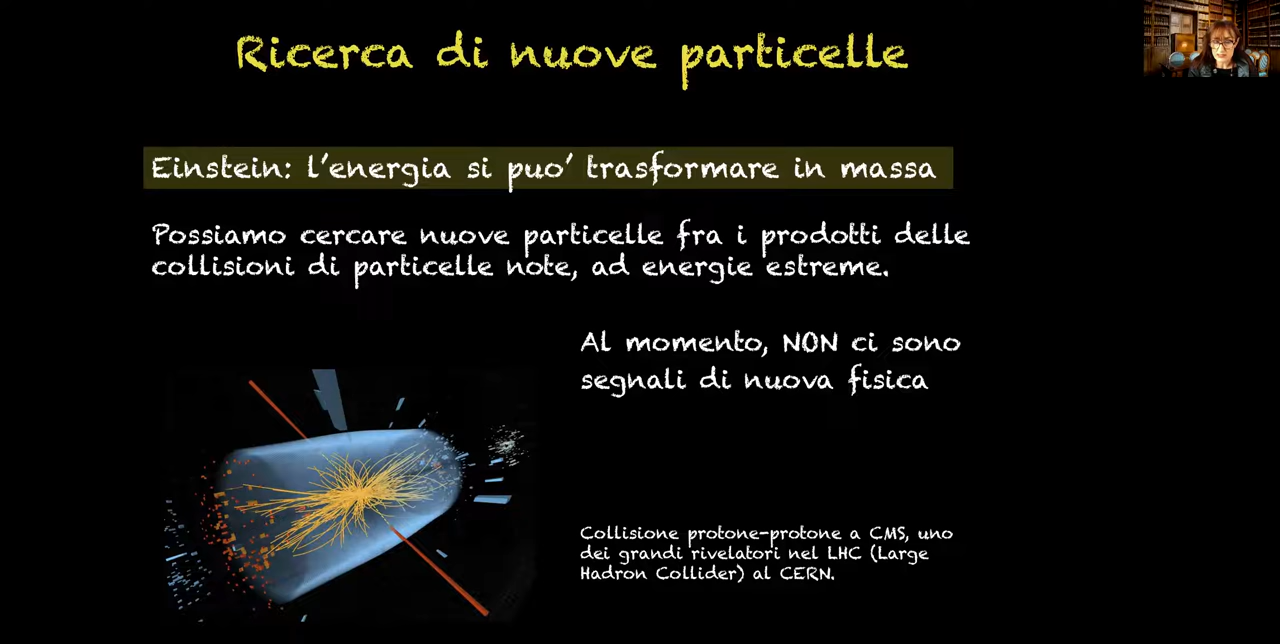 Ricerca di nuove particelle
Einstein: l'energia si puo' trasformare in massa
Possiamo cercare nuove particelle fra i prodotti delle
collisioni di particelle note, ad energie estreme.
Al momento, NON ci sono
segnali di nuova fisica
Collisione protone-protone a CMS, uno
dei grandi rivelatori nel LHC (Large
Hadron Collider) al CERN.